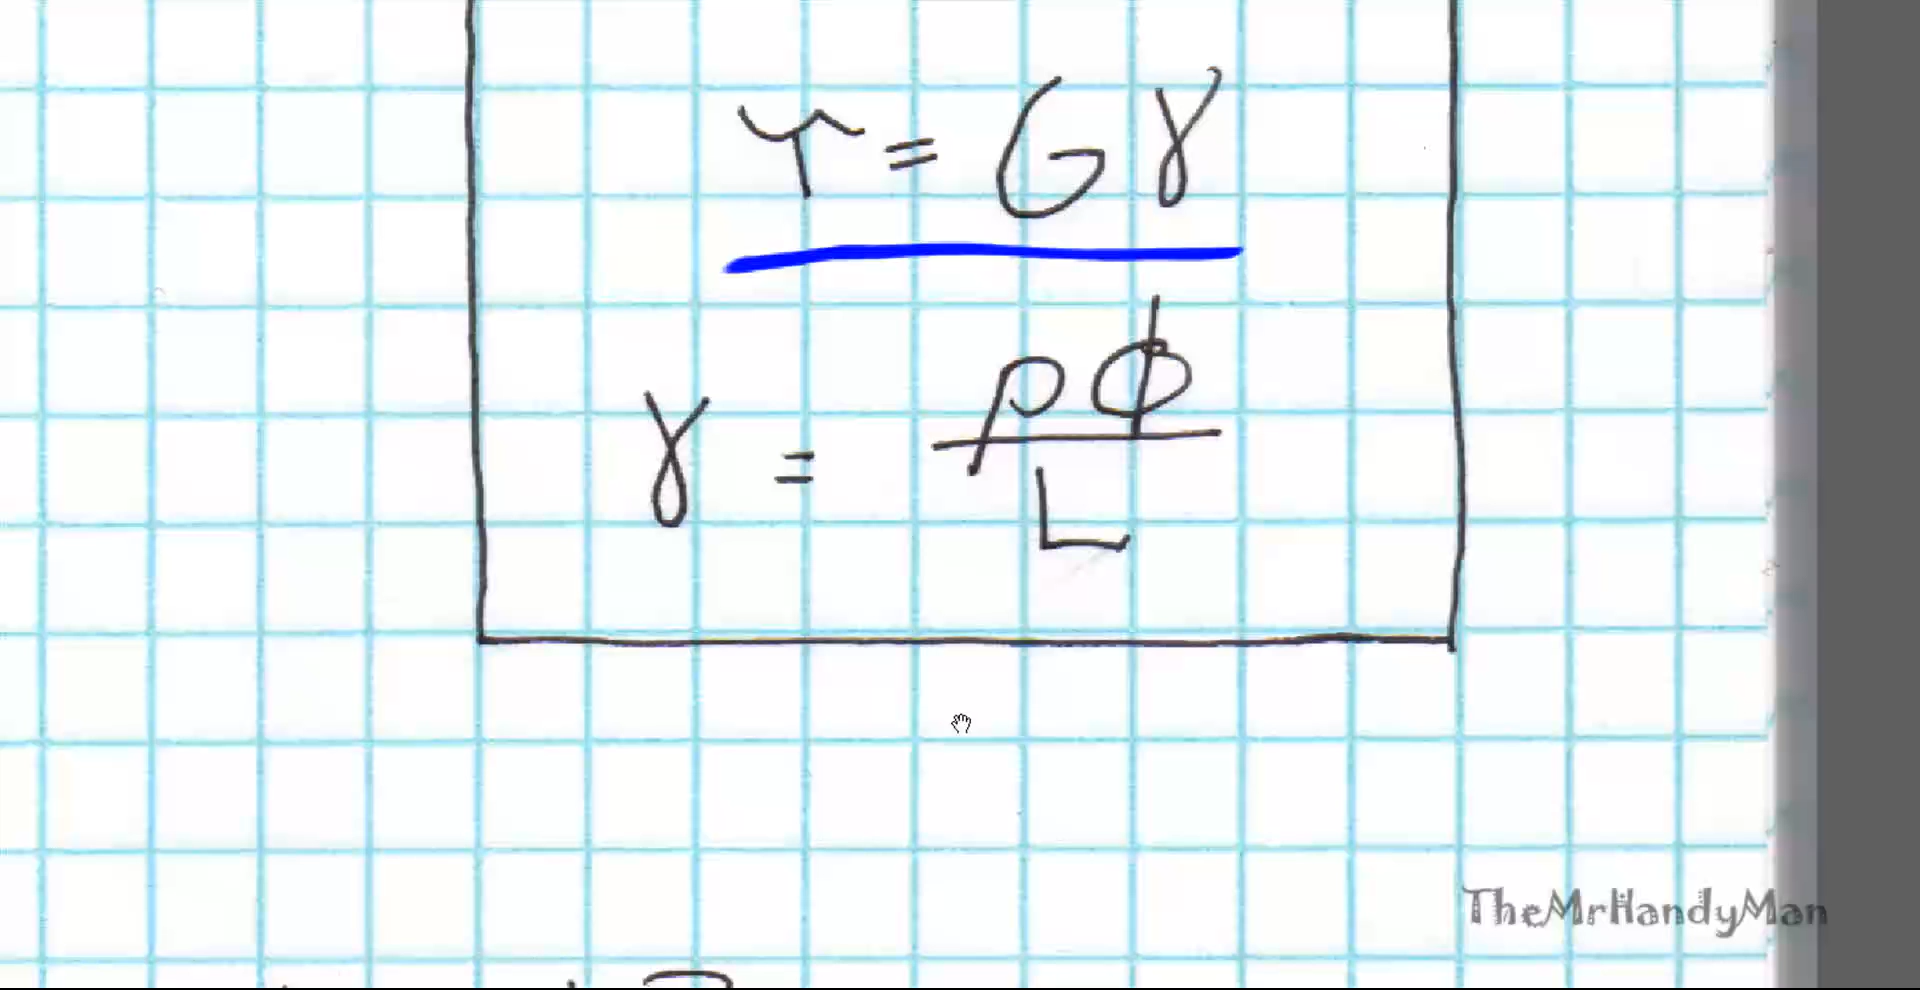 τ = Gγ
γ = ρΦ / L
TheMrHandyMan